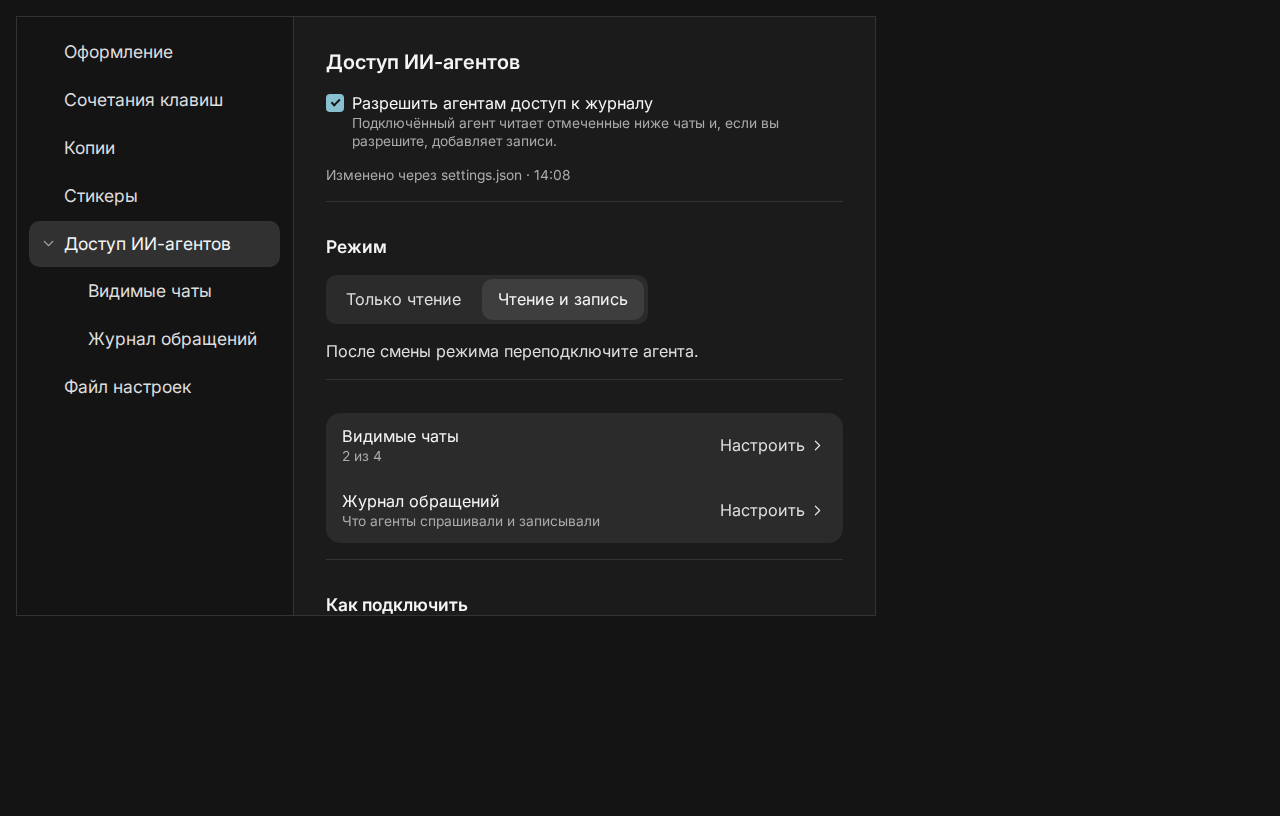 Оформление
Сочетания клавиш
Копии
Стикеры
Доступ ИИ-агентов
Видимые чаты
Журнал обращений
Файл настроек
Доступ ИИ-агентов
Разрешить агентам доступ к журналу
Подключённый агент читает отмеченные ниже чаты и, если вы
разрешите, добавляет записи.
Изменено через settings.json · 14:08
Режим
Только чтение
Чтение и запись
После смены режима переподключите агента.
Видимые чаты
2 из 4
Настроить
Журнал обращений
Что агенты спрашивали и записывали
Настроить
Как подключить